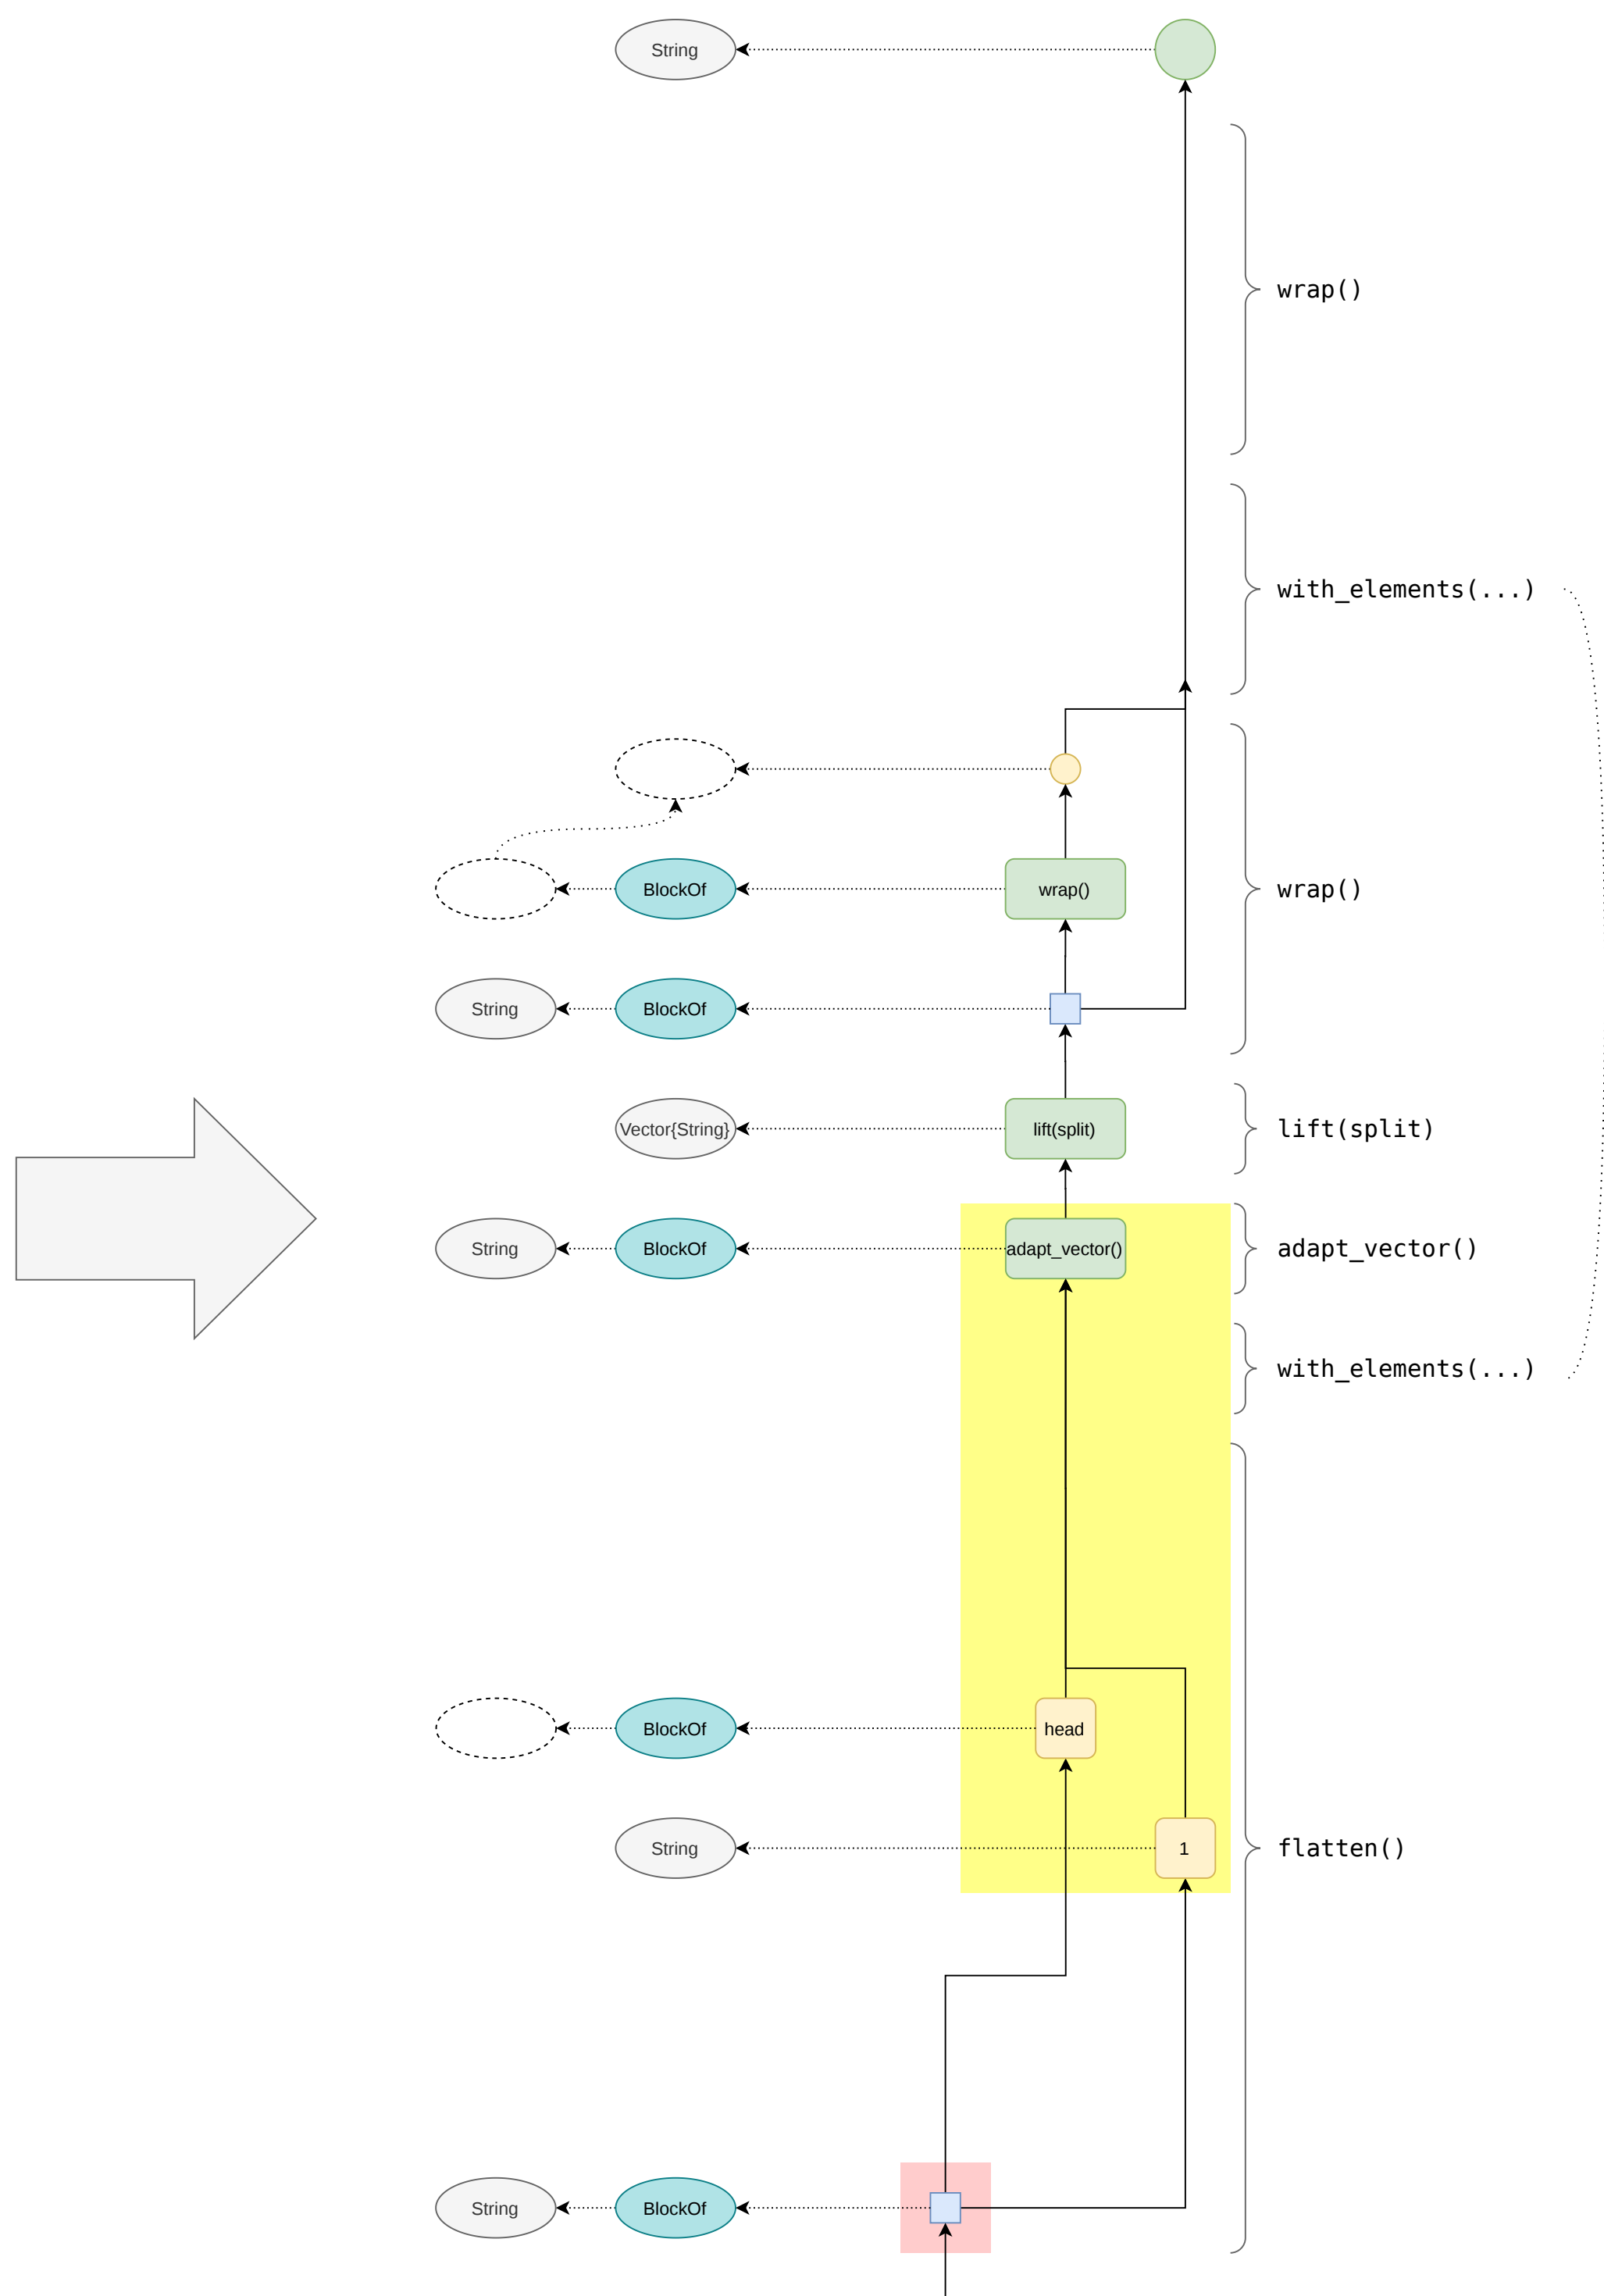 String
wrap()
with_elements(...)
BlockOf
wrap()
wrap()
String
BlockOf
Vector{String}
lift(split)
lift(split)
String
BlockOf
adapt_vector()
adapt_vector()
with_elements(...)
BlockOf
head
String
1
flatten()
String
BlockOf